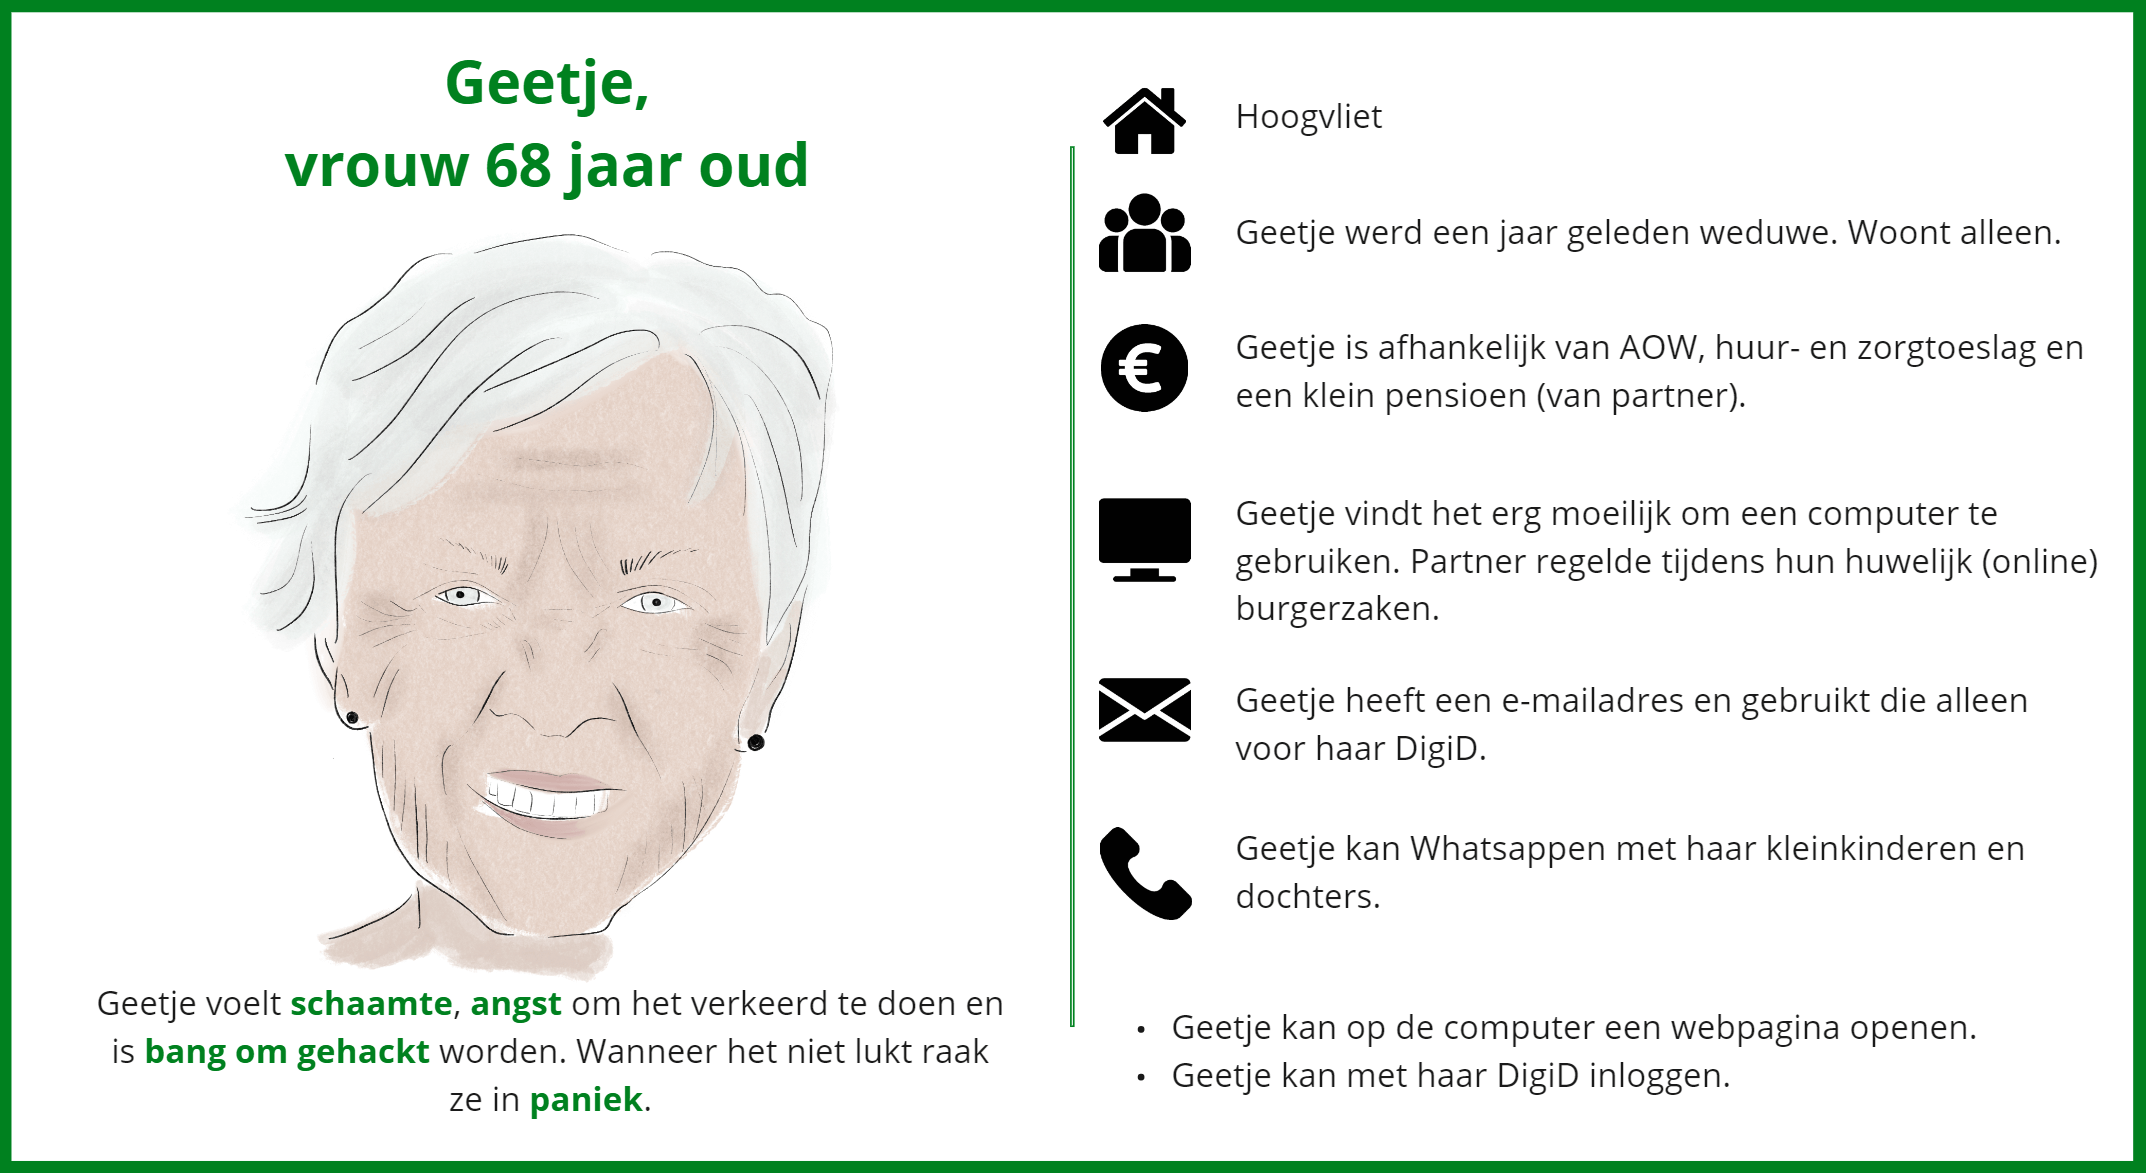 Geetje,
vrouw 68 jaar oud
Geetje voelt schaamte, angst om het verkeerd te doen en
is bang om gehackt worden. Wanneer het niet lukt raak
ze in paniek.
Hoogvliet
Geetje werd een jaar geleden weduwe. Woont alleen.
€
Geetje is afhankelijk van AOW, huur- en zorgtoeslag en
een klein pensioen (van partner).
Geetje vindt het erg moeilijk om een computer te
gebruiken. Partner regelde tijdens hun huwelijk (online)
burgerzaken.
Geetje heeft een e-mailadres en gebruikt die alleen
voor haar DigiD.
Geetje kan Whatsappen met haar kleinkinderen en
dochters.
• Geetje kan op de computer een webpagina openen.
• Geetje kan met haar DigiD inloggen.